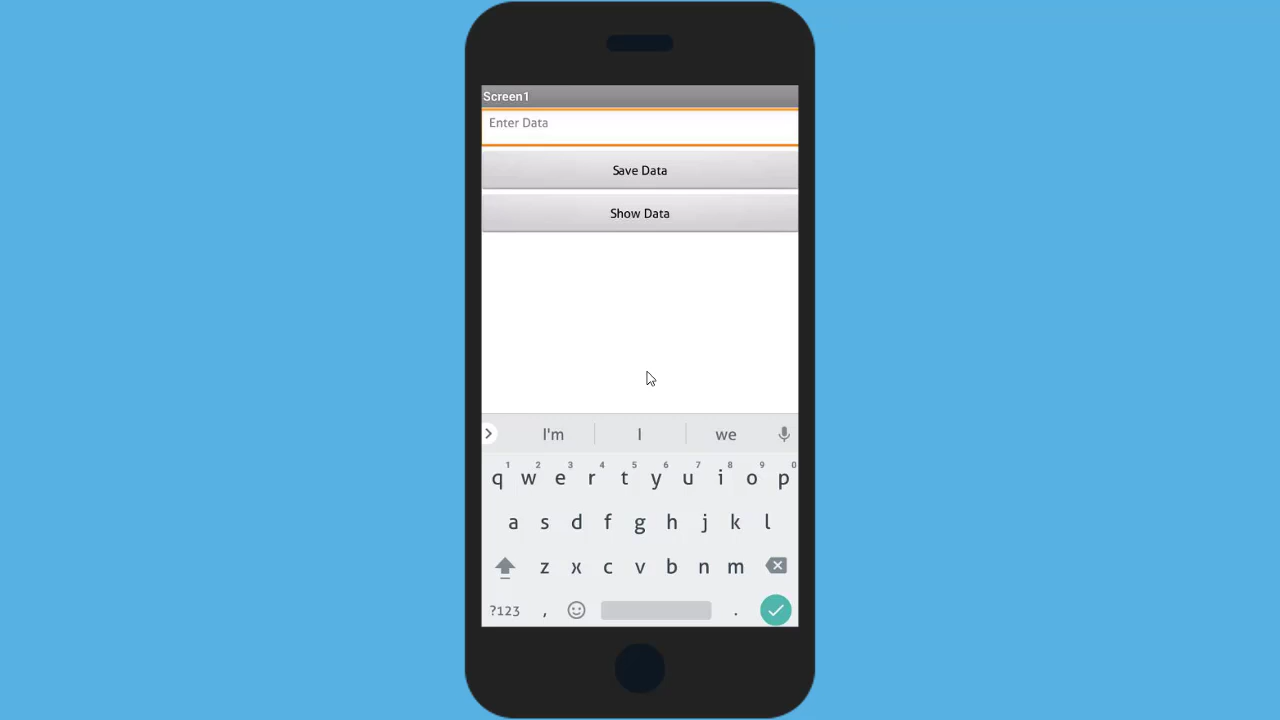 Screen1
Enter Data
Save Data
Show Data
I'm I we
1 2 3 4 5 6 7 8 9 0
q w e r t y u i o p
a s d f g h j k l
z x c v b n m
?123 , .